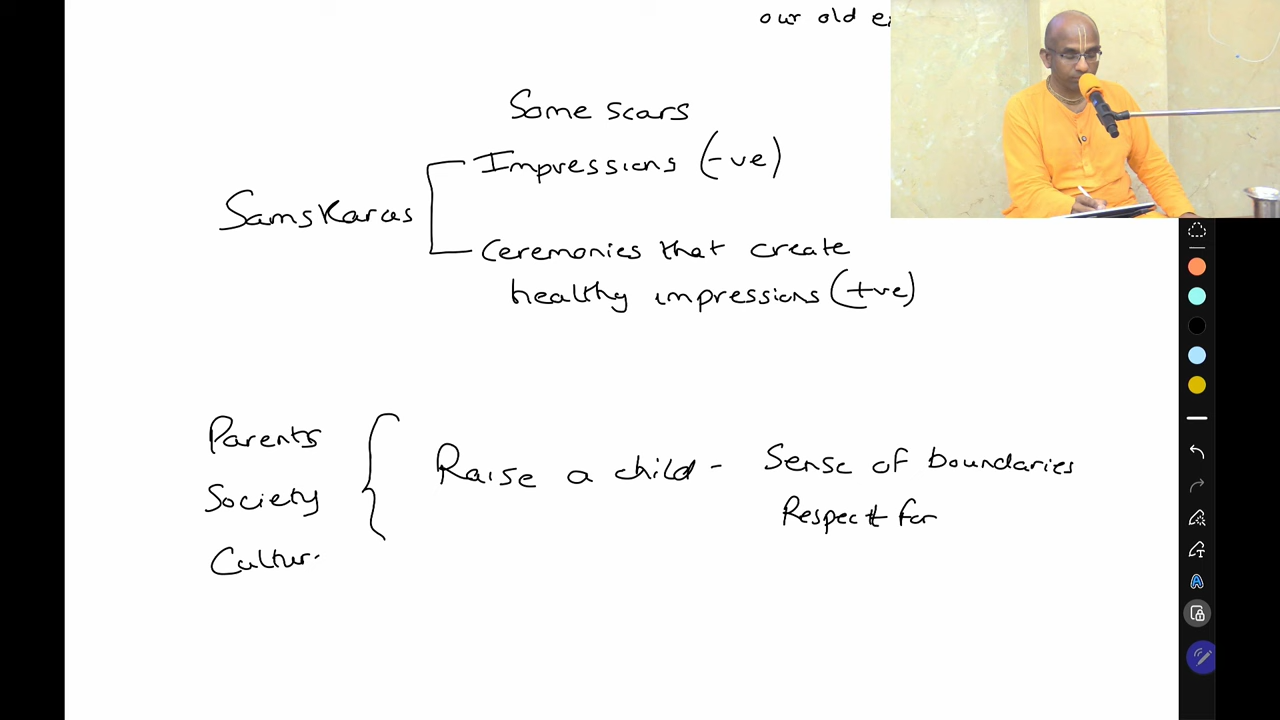 our old
Some scars
Impressions (-ve)
Samskaras
Ceremonies that create
healthy impressions (+ve)
Parents
Society
Cultur
Raise a child - Sense of boundaries
Respect for